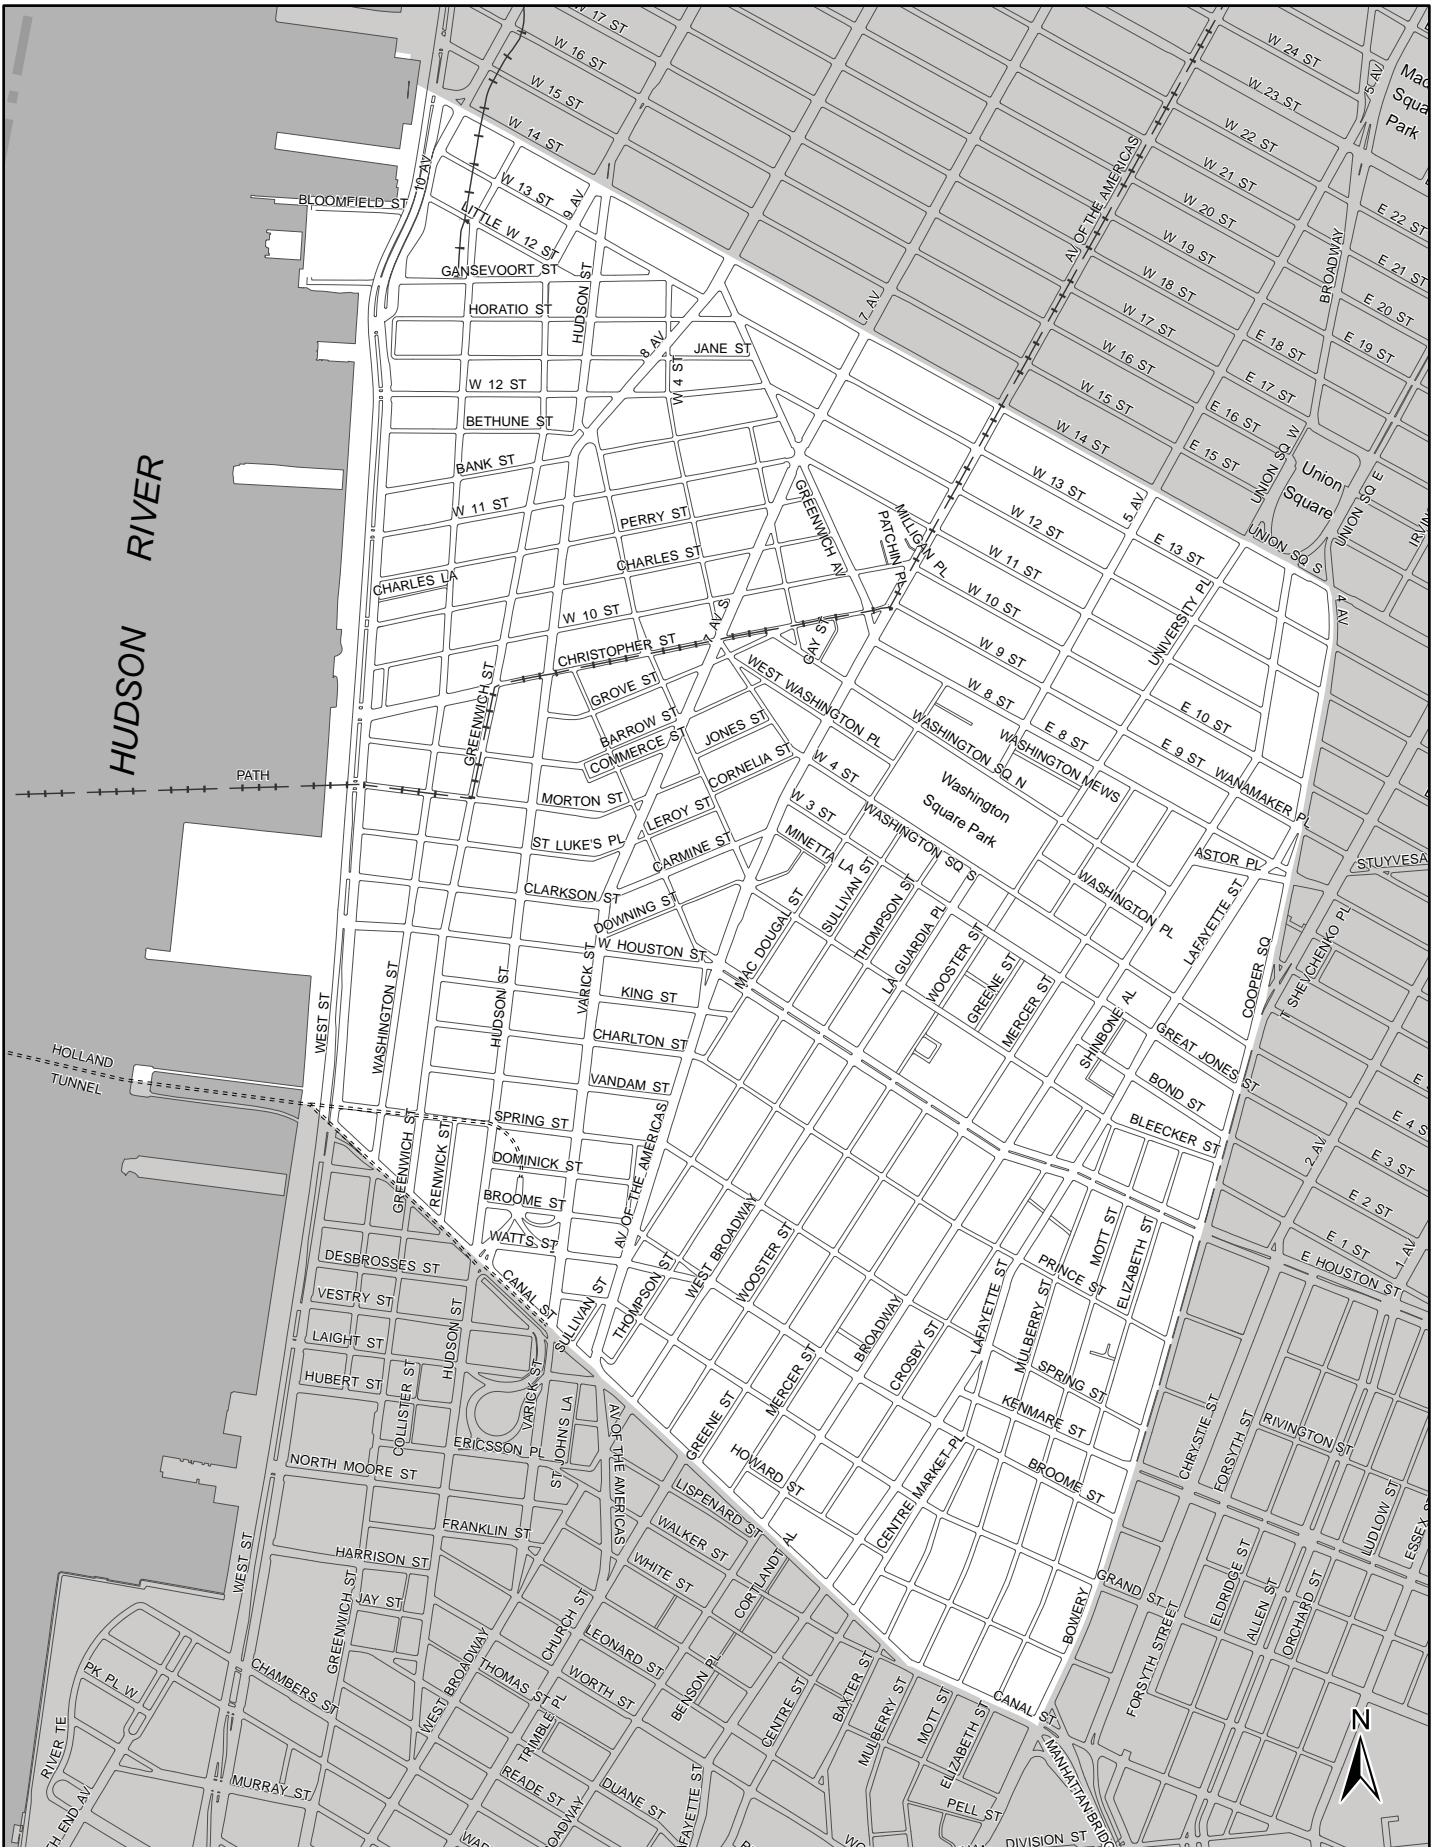 W 17 ST
W 16 ST
W 15 ST
W 14 ST
W 24 ST
W 23 ST
W 22 ST
W 21 ST
W 20 ST
W 19 ST
W 18 ST
W 17 ST
W 16 ST
W 15 ST
W 14 ST
5 AV
Square
Park
AV OF THE AMERICAS
BROADWAY
E 22 ST
E 21 ST
E 20 ST
E 19 ST
E 18 ST
E 17 ST
E 16 ST
E 15 ST
UNION SQ W
Union
Square
UNION SQ E
UNION SQ S
4 AV
10 AV
BLOOMFIELD ST
W 13 ST
9 AV
LITTLE W 12 ST
GANSEVOORT ST
HORATIO ST
HUDSON ST
8 AV
7 AV
JANE ST
W 4 ST
W 12 ST
BETHUNE ST
BANK ST
W 11 ST
PERRY ST
CHARLES ST
CHARLES LA
W 10 ST
CHRISTOPHER ST
7 AV S
GREENWICH AV
PATCHIN PL
MILLIGAN PL
GAY ST
W 13 ST
W 12 ST
W 11 ST
W 10 ST
W 9 ST
W 8 ST
5 AV
E 13 ST
UNIVERSITY PL
E 10 ST
E 9 ST
E 8 ST
WANAMAKER PL
WASHINGTON MEWS
WASHINGTON SQ N
Washington
Square Park
WASHINGTON SQ S
WEST WASHINGTON PL
W 4 ST
W 3 ST
MINETTA LA
HUDSON RIVER
PATH
GREENWICH ST
GROVE ST
BARROW ST
COMMERCE ST
JONES ST
CORNELIA ST
MORTON ST
LEROY ST
ST LUKE'S PL
CARMINE ST
CLARKSON ST
DOWNING ST
W HOUSTON ST
MAC DOUGAL ST
SULLIVAN ST
THOMPSON ST
LA GUARDIA PL
WOOSTER ST
GREENE ST
MERCER ST
WASHINGTON PL
ASTOR PL
LAFAYETTE ST
COOPER SQ
T SHEVCHENKO PL
SHINBONE AL
GREAT JONES ST
BOND ST
BLEECKER ST
2 AV
E 3 ST
E 2 ST
E 1 ST
1 AV
E HOUSTON ST
WEST ST
WASHINGTON ST
HUDSON ST
VARICK ST
KING ST
CHARLTON ST
VANDAM ST
HOLLAND
TUNNEL
SPRING ST
GREENWICH ST
RENWICK ST
DOMINICK ST
BROOME ST
WATTS ST
AV OF THE AMERICAS
CANAL ST
SULLIVAN ST
THOMPSON ST
WEST BROADWAY
WOOSTER ST
BROADWAY
CROSBY ST
LAFAYETTE ST
MULBERRY ST
MOTT ST
ELIZABETH ST
PRINCE ST
SPRING ST
KENMARE ST
BROOME ST
MERCER ST
GREENE ST
HOWARD ST
CENTRE MARKET PL
DESBROSSES ST
VESTRY ST
LAIGHT ST
HUBERT ST
COLLISTER ST
HUDSON ST
VARICK ST
ERICSSON PL
ST JOHNS LA
AV OF THE AMERICAS
NORTH MOORE ST
LISPENARD ST
WALKER ST
WHITE ST
CORTLANDT AL
FRANKLIN ST
HARRISON ST
JAY ST
GREENWICH ST
WEST ST
CHURCH ST
LEONARD ST
WORTH ST
THOMAS ST
WEST BROADWAY
CHAMBERS ST
PK PL W
RIVER TE
MURRAY ST
TRIMBLE PL
READE ST
DUANE ST
BENSON PL
CENTRE ST
BAXTER ST
MULBERRY ST
MOTT ST
ELIZABETH ST
CANAL ST
PELL ST
DIVISION ST
BOWERY
GRAND ST
CHRYSTIE ST
FORSYTH ST
RIVINGTON ST
LUDLOW ST
ELDRIDGE ST
ALLEN ST
ORCHARD ST
FORSYTH STREET
N